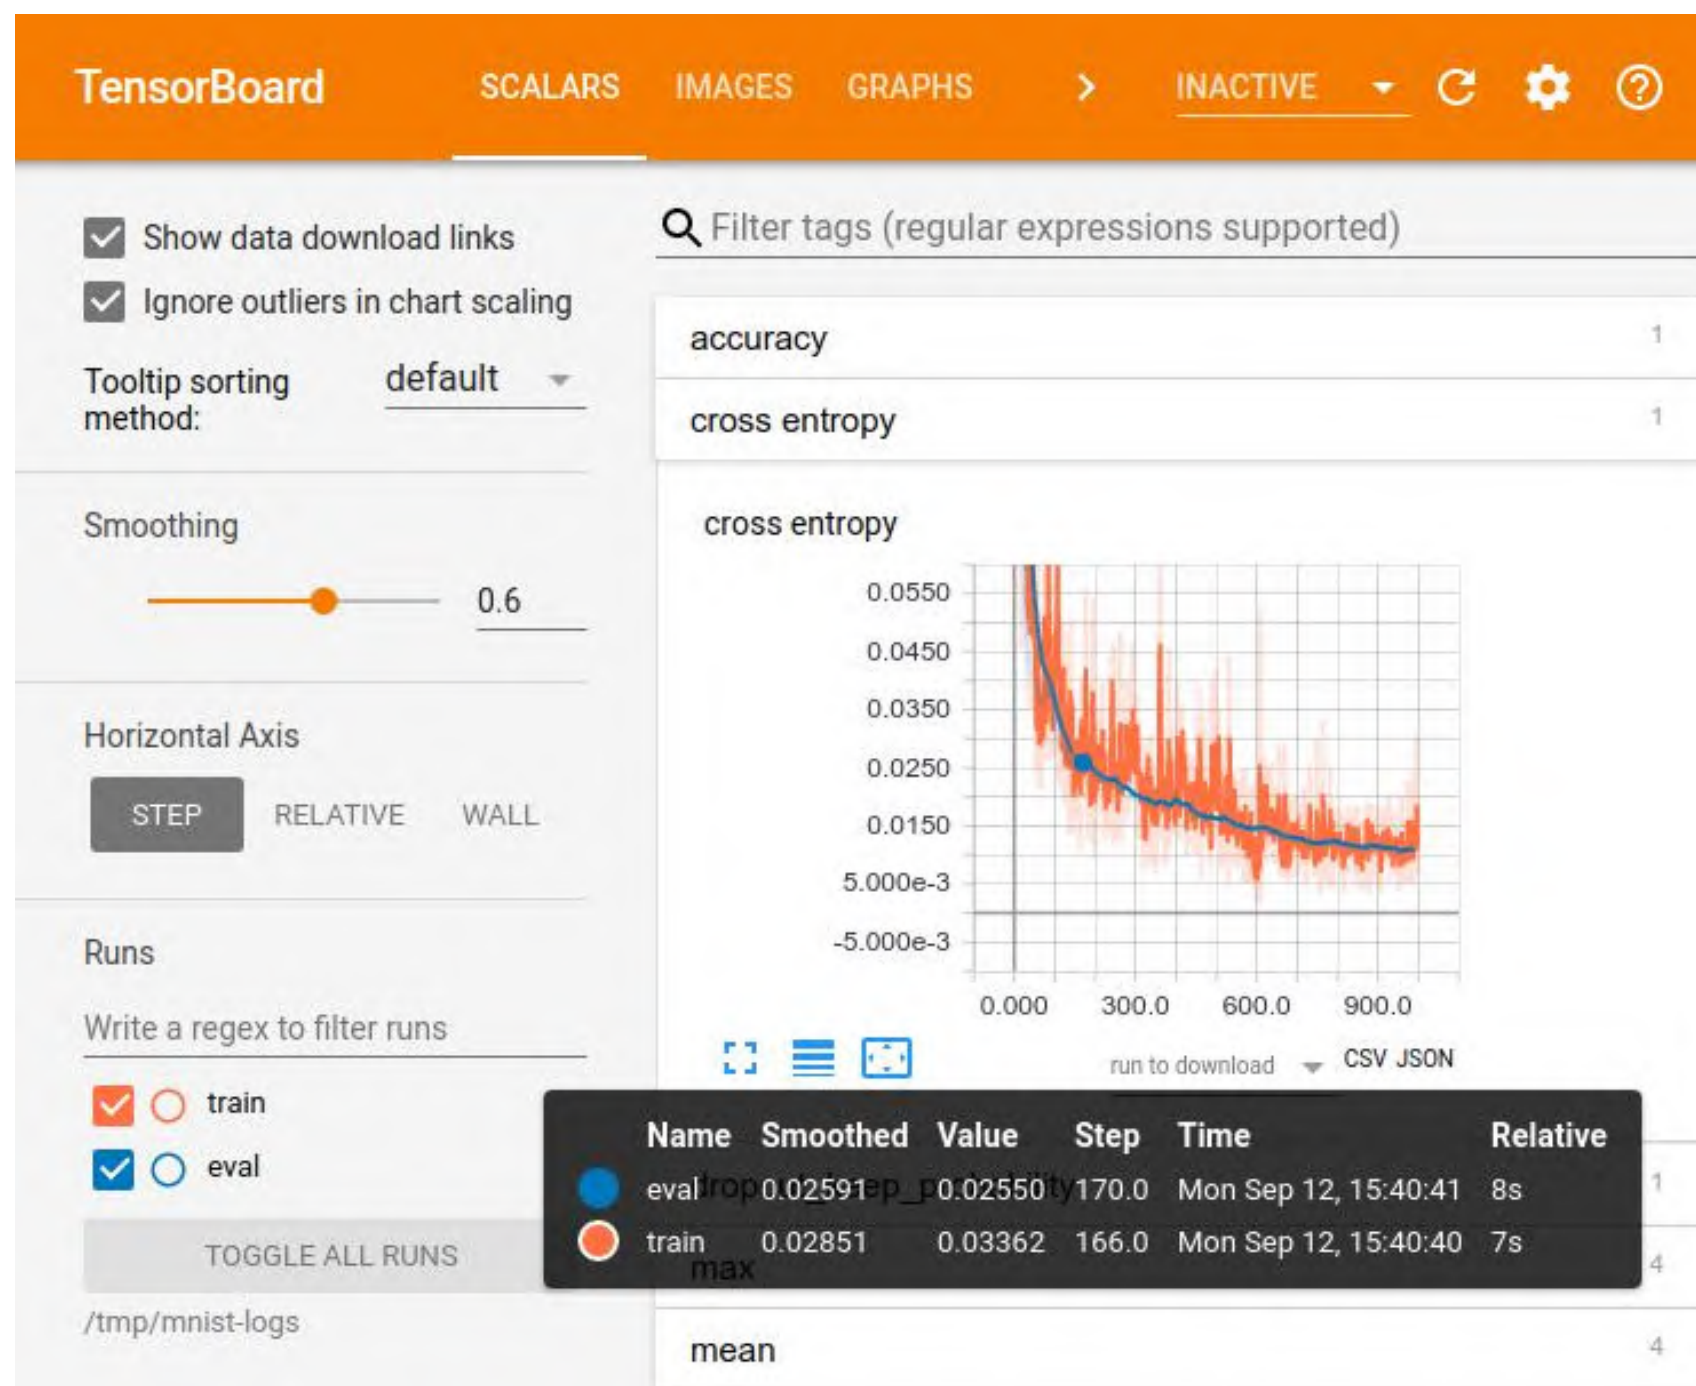 TensorBoard SCALARS IMAGES GRAPHS INACTIVE
Show data download links
Ignore outliers in chart scaling
Tooltip sorting method: default
Smoothing
0.6
Horizontal Axis
STEP RELATIVE WALL
Runs
Write a regex to filter runs
train
eval
TOGGLE ALL RUNS
/tmp/mnist-logs
Filter tags (regular expressions supported)
accuracy 1
cross entropy 1
cross entropy
0.0550
0.0450
0.0350
0.0250
0.0150
5.000e-3
-5.000e-3
0.000 300.0 600.0 900.0
run to download CSV JSON
Name Smoothed Value Step Time Relative
eval 0.02591 0.02550 170.0 Mon Sep 12, 15:40:41 8s
train 0.02851 0.03362 166.0 Mon Sep 12, 15:40:40 7s
1
max 4
mean 4